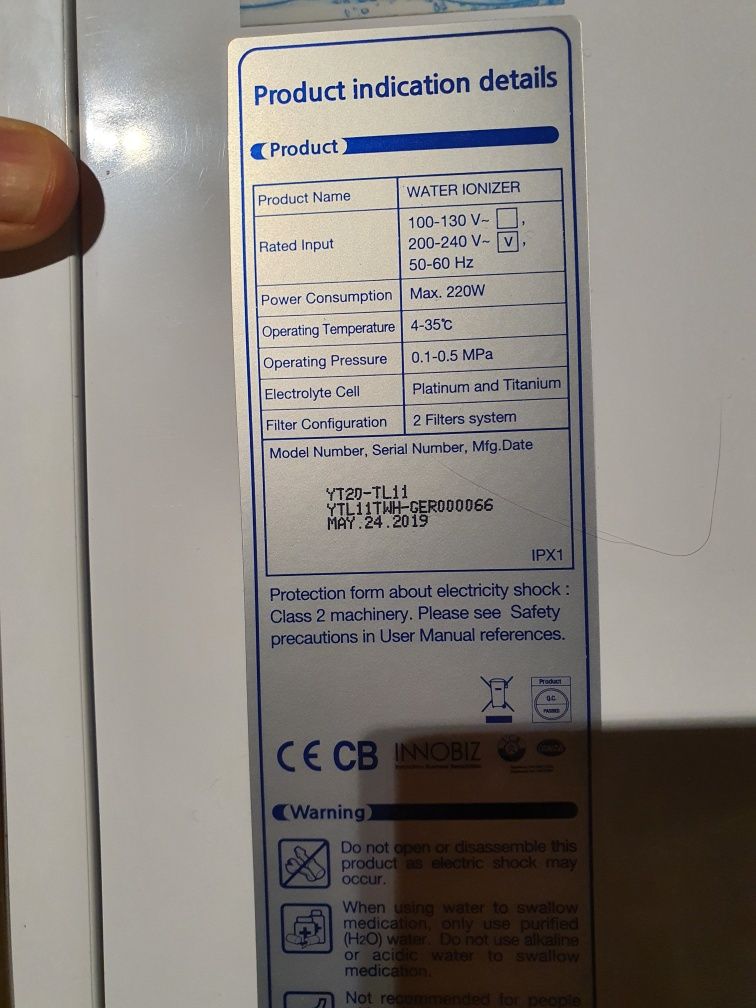 Product indication details
Product
Product Name WATER IONIZER
Rated Input 100-130 V~ ,
200-240 V~ V ,
50-60 Hz
Power Consumption Max. 220W
Operating Temperature 4-35℃
Operating Pressure 0.1-0.5 MPa
Electrolyte Cell Platinum and Titanium
Filter Configuration 2 Filters system
Model Number, Serial Number, Mfg.Date
YT20-TL11
YTL11TWH-GER000066
MAY.24.2019
IPX1
Protection form about electricity shock :
Class 2 machinery. Please see Safety
precautions in User Manual references.
Product
Q.C.
PASSED
CE CB INNOBIZ
Warning
Do not open or disassemble this
product as electric shock may
occur.
When using water to swallow
medication, only use purified
(H2O) water. Do not use alkaline
or acidic water to swallow
medication.
Not recommended for people